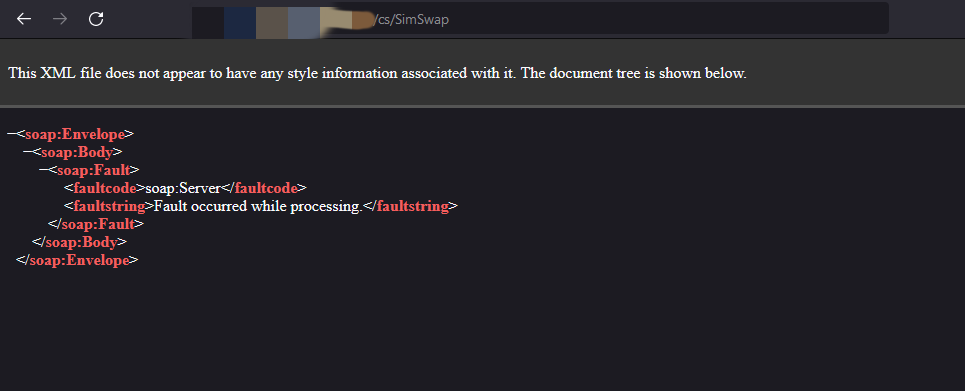 /cs/SimSwap
This XML file does not appear to have any style information associated with it. The document tree is shown below.
−<soap:Envelope>
−<soap:Body>
−<soap:Fault>
<faultcode>soap:Server</faultcode>
<faultstring>Fault occurred while processing.</faultstring>
</soap:Fault>
</soap:Body>
</soap:Envelope>